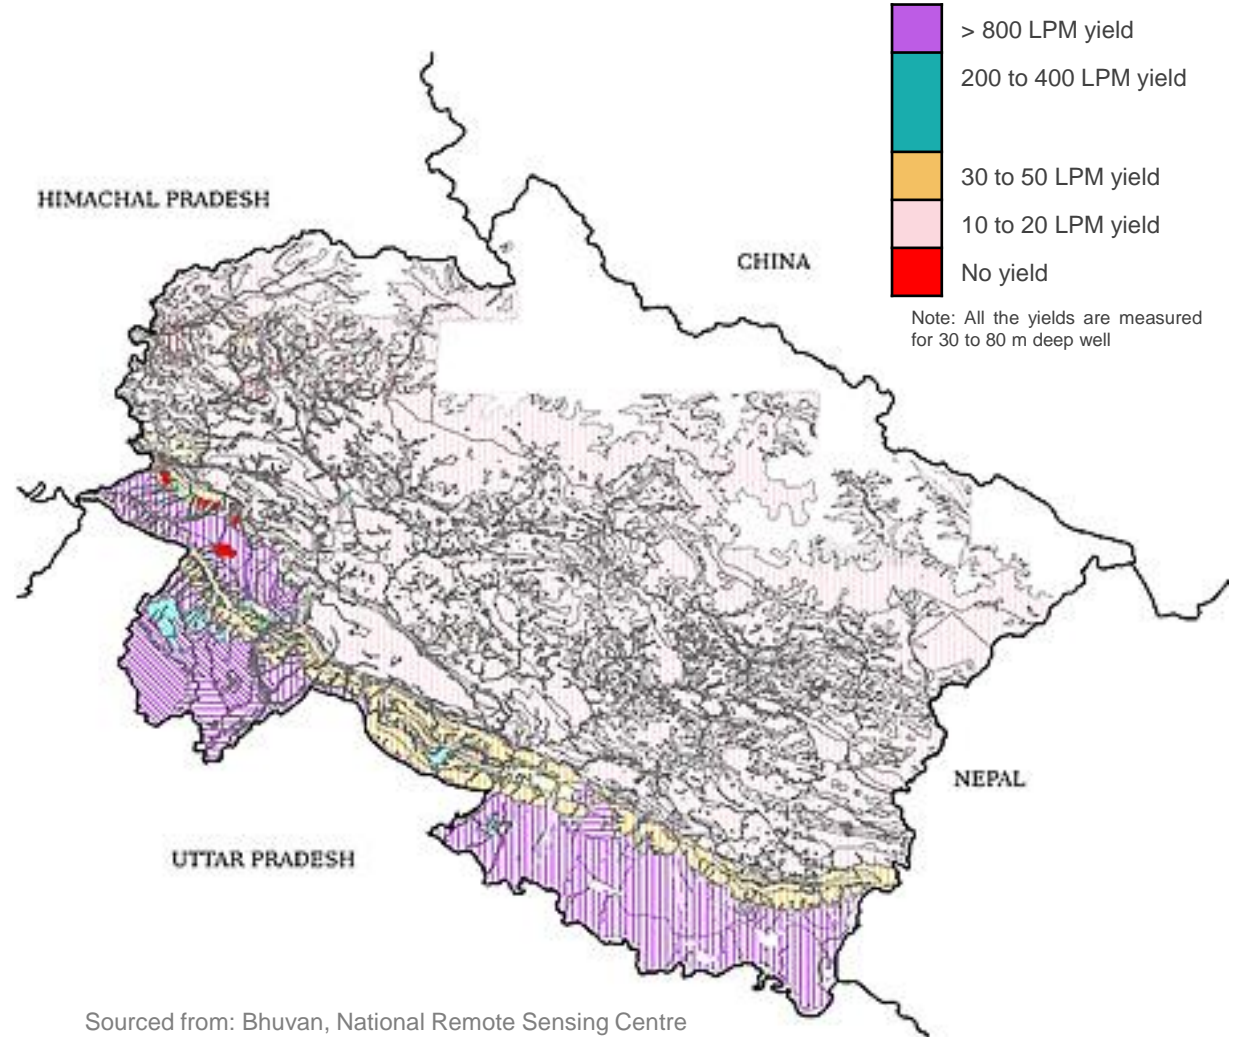 > 800 LPM yield
200 to 400 LPM yield
30 to 50 LPM yield
10 to 20 LPM yield
No yield
Note: All the yields are measured
for 30 to 80 m deep well
HIMACHAL PRADESH
CHINA
NEPAL
UTTAR PRADESH
Sourced from: Bhuvan, National Remote Sensing Centre